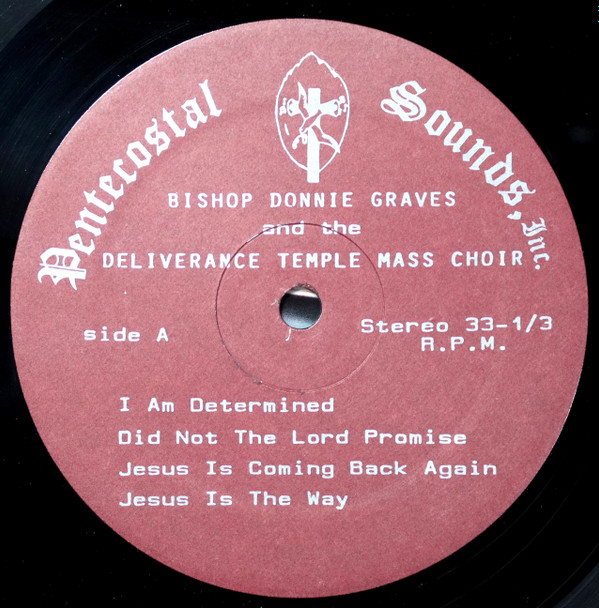 Pentecostal Sounds, Inc.
BISHOP DONNIE GRAVES
and the
DELIVERANCE TEMPLE MASS CHOIR
side A
Stereo 33-1/3
R.P.M.
I Am Determined
Did Not The Lord Promise
Jesus Is Coming Back Again
Jesus Is The Way